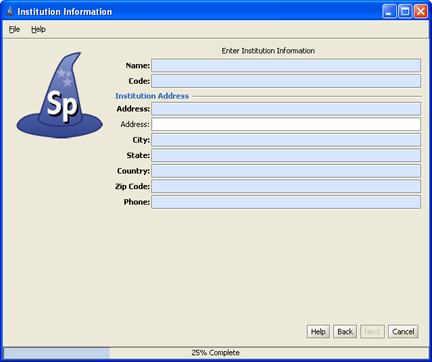 Institution Information
File Help
Enter Institution Information
Name:
Code:
Institution Address
Address:
Address:
City:
State:
Country:
Zip Code:
Phone:
Sp
Help Back Next Cancel
25% Complete